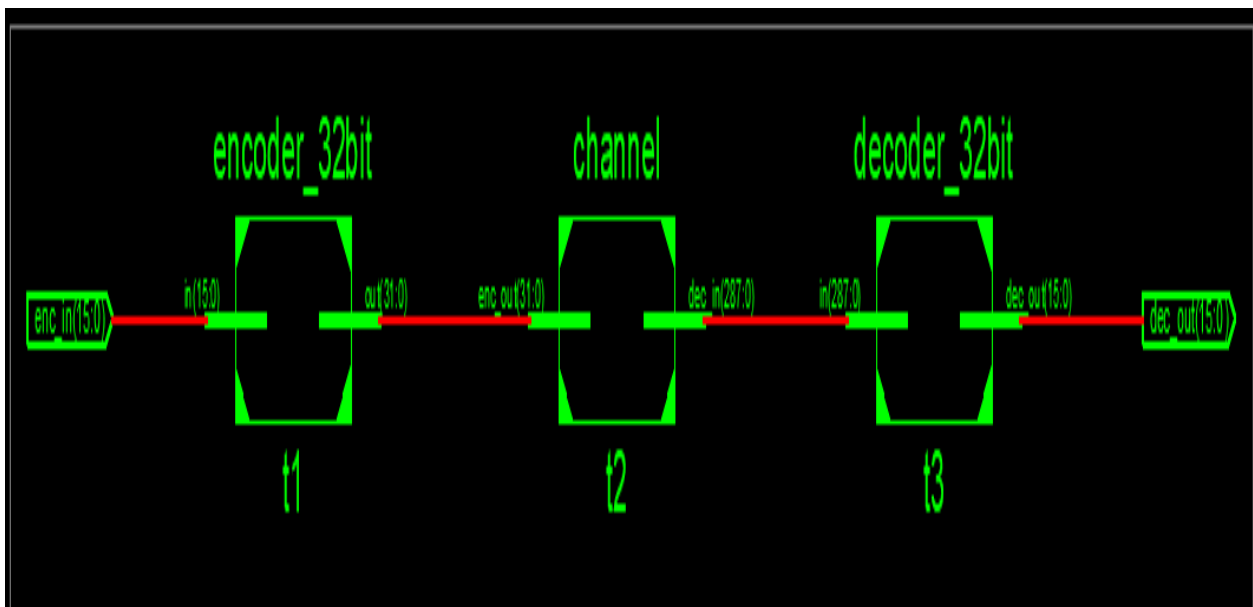 encoder_32bit
channel
decoder_32bit
enc_in(15:0)
in(15:0)
out(31:0)
enc_out(31:0)
dec_in(287:0)
in(287:0)
dec_out(15:0)
dec_out(15:0)
t1
t2
t3